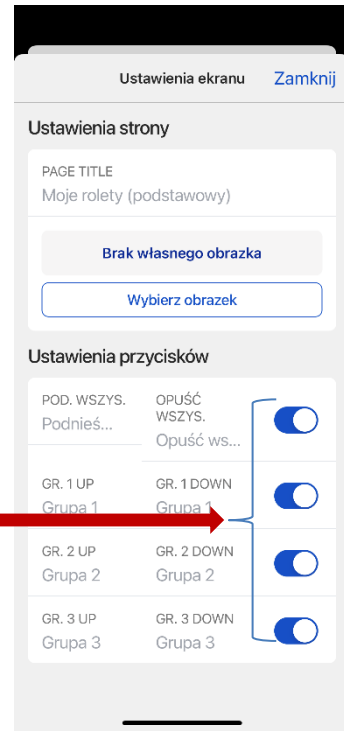 Ustawienia ekranu Zamknij
Ustawienia strony
PAGE TITLE
Moje rolety (podstawowy)
Brak własnego obrazka
Wybierz obrazek
Ustawienia przycisków
POD. WSZYS.
Podnieś...
OPUŚĆ
WSZYS.
Opuść ws...
GR. 1 UP
Grupa 1
GR. 1 DOWN
Grupa 1
GR. 2 UP
Grupa 2
GR. 2 DOWN
Grupa 2
GR. 3 UP
Grupa 3
GR. 3 DOWN
Grupa 3